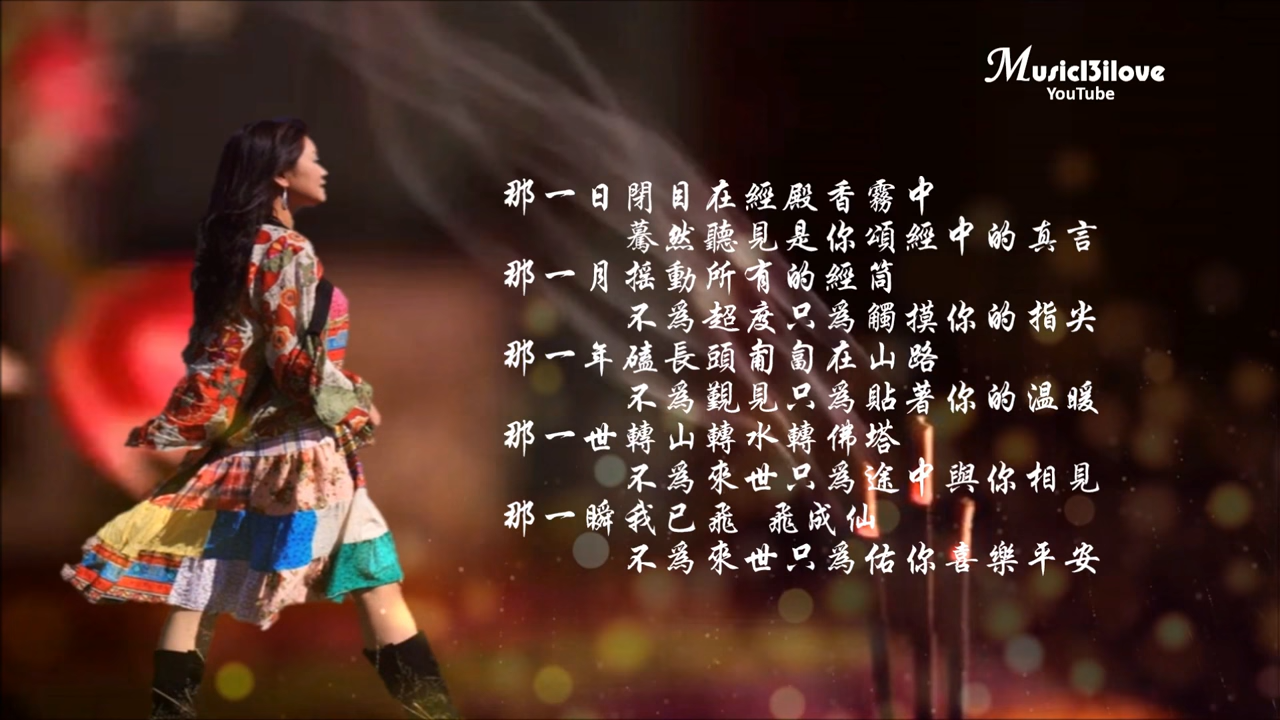 Musicl3ilove
YouTube
那一日閉目在經殿香霧中
驀然聽見是你頌經中的真言
那一月搖動所有的經筒
不為超度只為觸摸你的指尖
那一年磕長頭匍匐在山路
不為覲見只為貼著你的温暖
那一世轉山轉水轉佛塔
不為來世只為途中與你相見
那一瞬我已飛 飛成仙
不為來世只為佑你喜樂平安